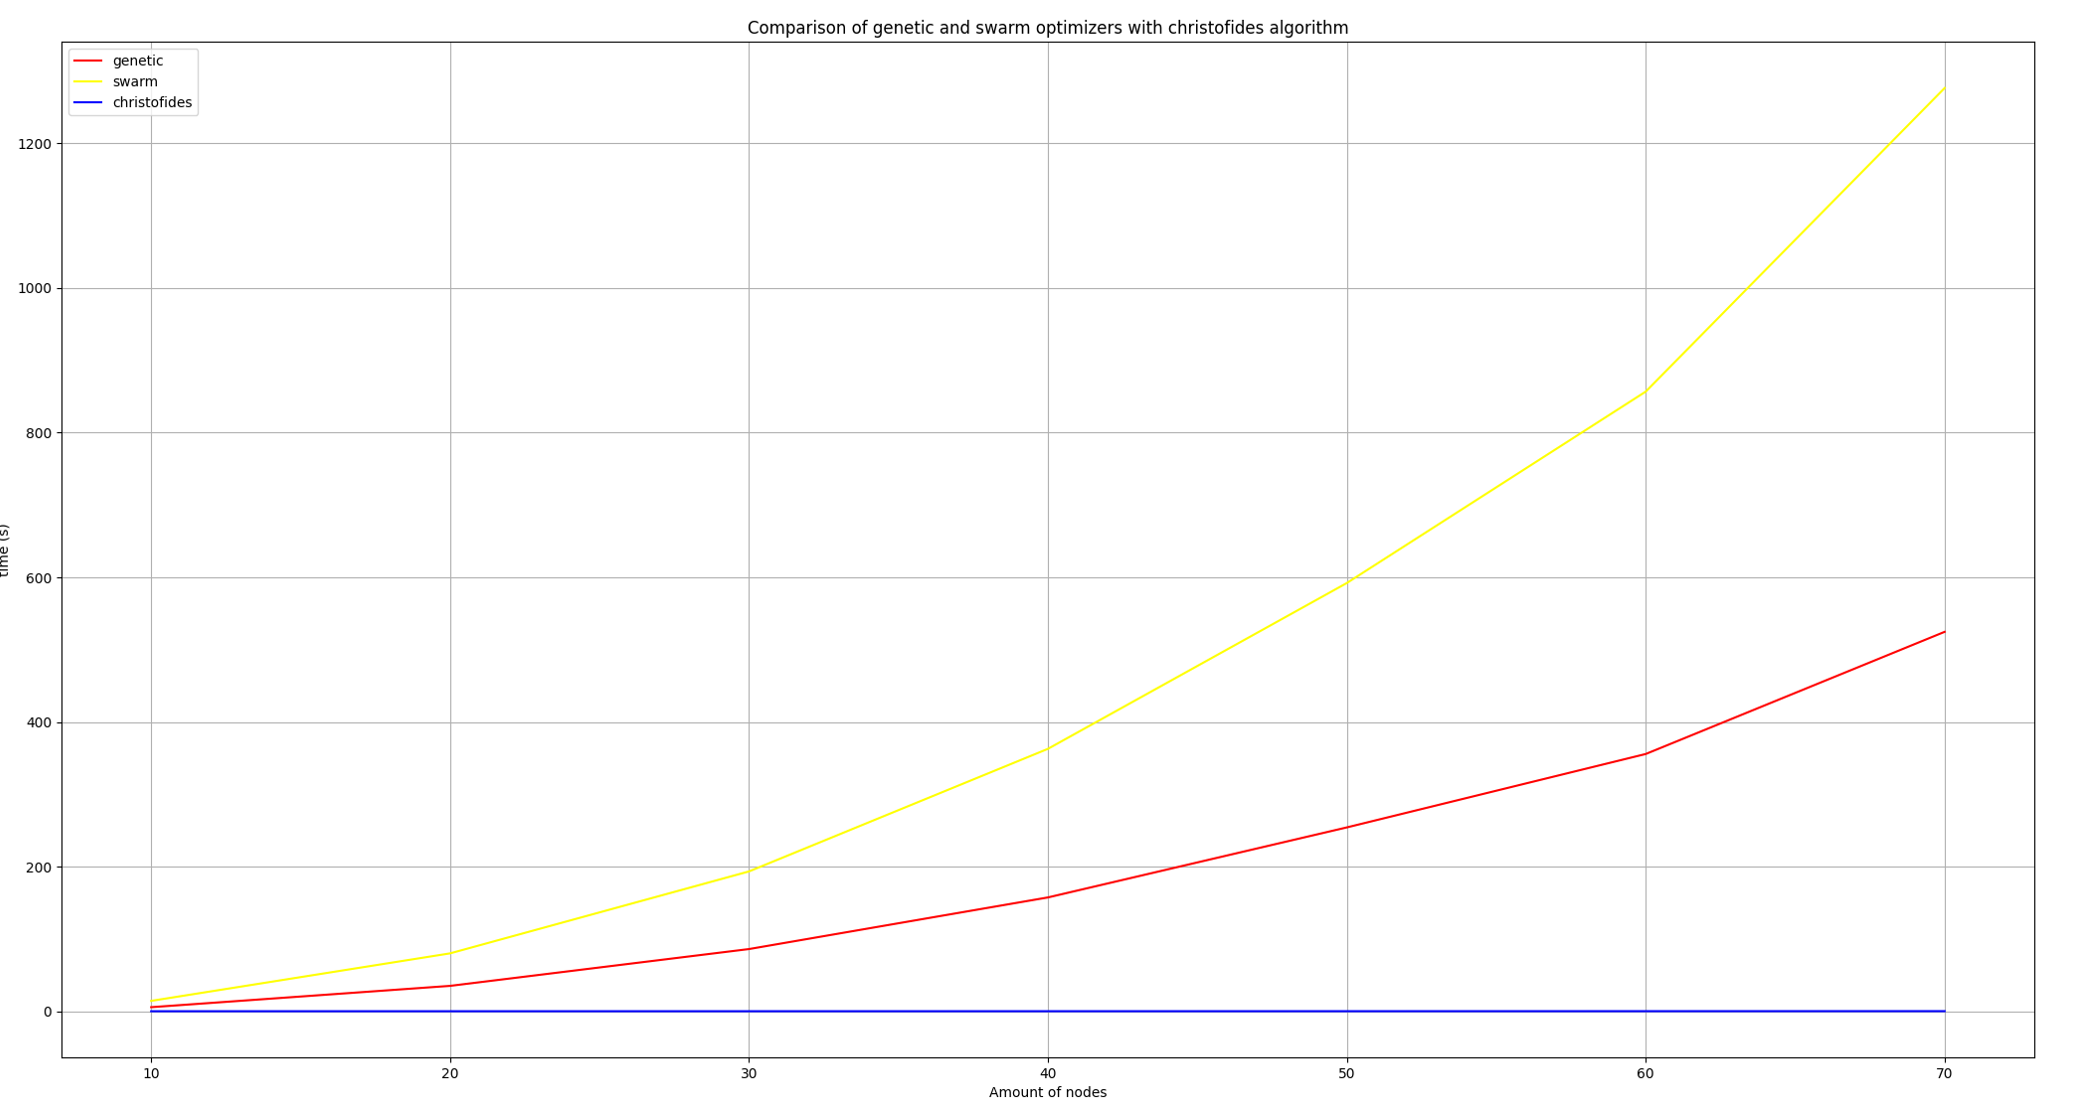 Comparison of genetic and swarm optimizers with christofides algorithm
genetic
swarm
christofides
1200
1000
800
600
400
200
0
time (s)
10 20 30 40 50 60 70
Amount of nodes